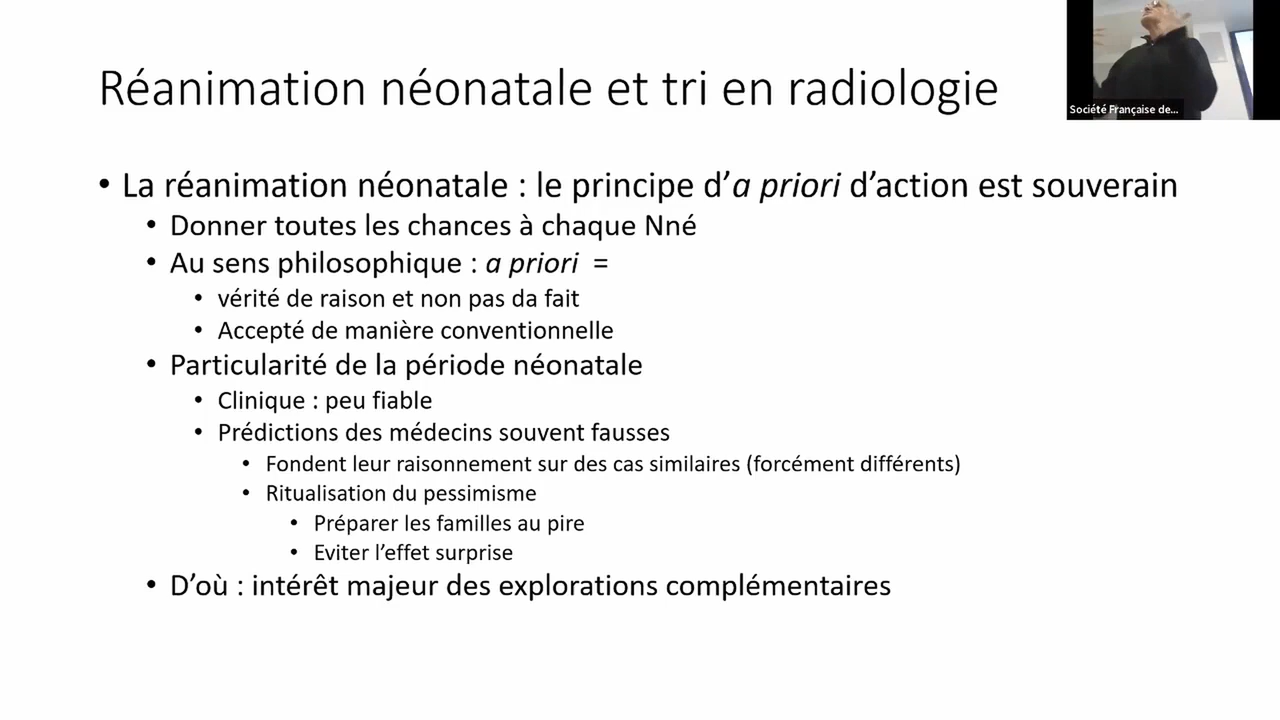 Réanimation néonatale et tri en radiologie
Société Française de...
• La réanimation néonatale : le principe d’a priori d’action est souverain
• Donner toutes les chances à chaque Nné
• Au sens philosophique : a priori =
• vérité de raison et non pas da fait
• Accepté de manière conventionnelle
• Particularité de la période néonatale
• Clinique : peu fiable
• Prédictions des médecins souvent fausses
• Fondent leur raisonnement sur des cas similaires (forcément différents)
• Ritualisation du pessimisme
• Préparer les familles au pire
• Eviter l’effet surprise
• D’où : intérêt majeur des explorations complémentaires